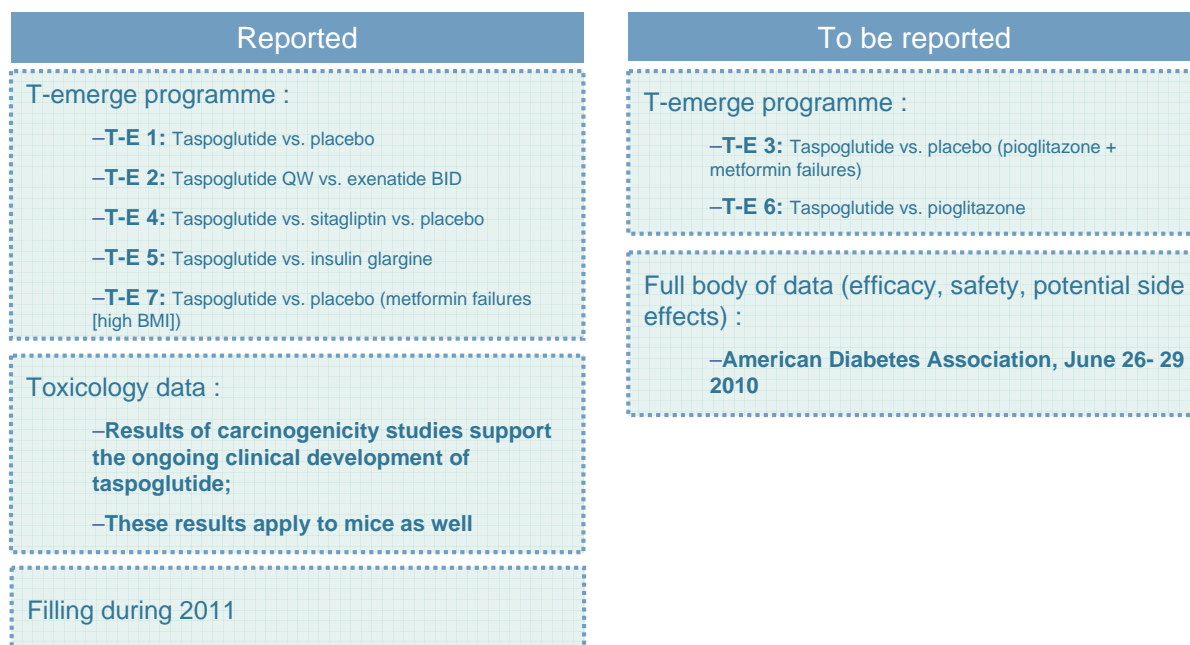 Reported
T-emerge programme :
–T-E 1: Taspoglutide vs. placebo
–T-E 2: Taspoglutide QW vs. exenatide BID
–T-E 4: Taspoglutide vs. sitagliptin vs. placebo
–T-E 5: Taspoglutide vs. insulin glargine
–T-E 7: Taspoglutide vs. placebo (metformin failures
[high BMI])
Toxicology data :
–Results of carcinogenicity studies support
the ongoing clinical development of
taspoglutide;
–These results apply to mice as well
Filling during 2011
To be reported
T-emerge programme :
–T-E 3: Taspoglutide vs. placebo (pioglitazone +
metformin failures)
–T-E 6: Taspoglutide vs. pioglitazone
Full body of data (efficacy, safety, potential side
effects) :
–American Diabetes Association, June 26- 29
2010